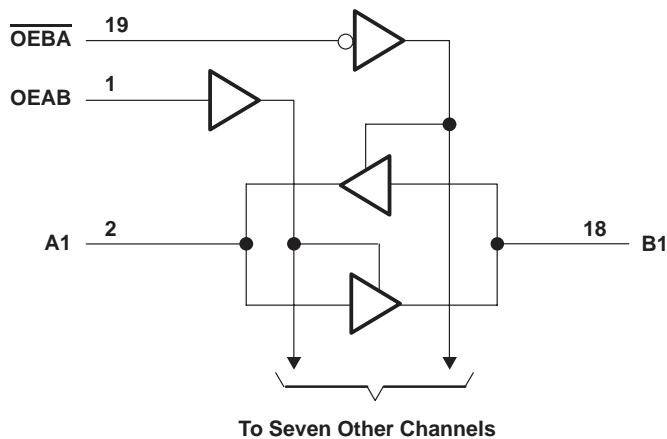 OEBA 19
OEAB 1
A1 2
18 B1
To Seven Other Channels